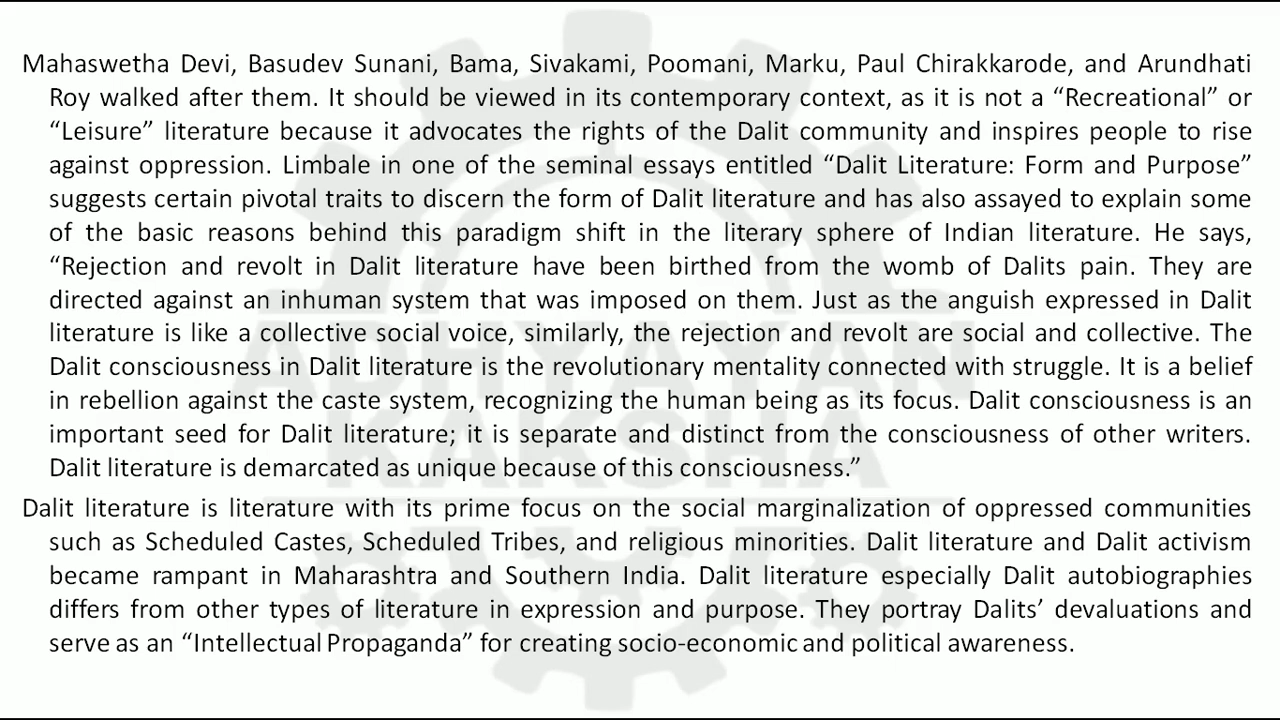 Mahaswetha Devi, Basudev Sunani, Bama, Sivakami, Poomani, Marku, Paul Chirakkarode, and Arundhati
Roy walked after them. It should be viewed in its contemporary context, as it is not a “Recreational” or
“Leisure” literature because it advocates the rights of the Dalit community and inspires people to rise
against oppression. Limbale in one of the seminal essays entitled “Dalit Literature: Form and Purpose”
suggests certain pivotal traits to discern the form of Dalit literature and has also assayed to explain some
of the basic reasons behind this paradigm shift in the literary sphere of Indian literature. He says,
“Rejection and revolt in Dalit literature have been birthed from the womb of Dalits pain. They are
directed against an inhuman system that was imposed on them. Just as the anguish expressed in Dalit
literature is like a collective social voice, similarly, the rejection and revolt are social and collective. The
Dalit consciousness in Dalit literature is the revolutionary mentality connected with struggle. It is a belief
in rebellion against the caste system, recognizing the human being as its focus. Dalit consciousness is an
important seed for Dalit literature; it is separate and distinct from the consciousness of other writers.
Dalit literature is demarcated as unique because of this consciousness.”
Dalit literature is literature with its prime focus on the social marginalization of oppressed communities
such as Scheduled Castes, Scheduled Tribes, and religious minorities. Dalit literature and Dalit activism
became rampant in Maharashtra and Southern India. Dalit literature especially Dalit autobiographies
differs from other types of literature in expression and purpose. They portray Dalits’ devaluations and
serve as an “Intellectual Propaganda” for creating socio-economic and political awareness.
ADHYAYAN
KAKSHA